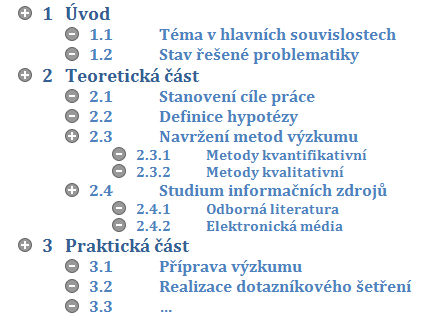 1 Úvod
1.1 Téma v hlavních souvislostech
1.2 Stav řešené problematiky
2 Teoretická část
2.1 Stanovení cíle práce
2.2 Definice hypotézy
2.3 Navržení metod výzkumu
2.3.1 Metody kvantifikativní
2.3.2 Metody kvalitativní
2.4 Studium informačních zdrojů
2.4.1 Odborná literatura
2.4.2 Elektronická média
3 Praktická část
3.1 Příprava výzkumu
3.2 Realizace dotazníkového šetření
3.3 ...